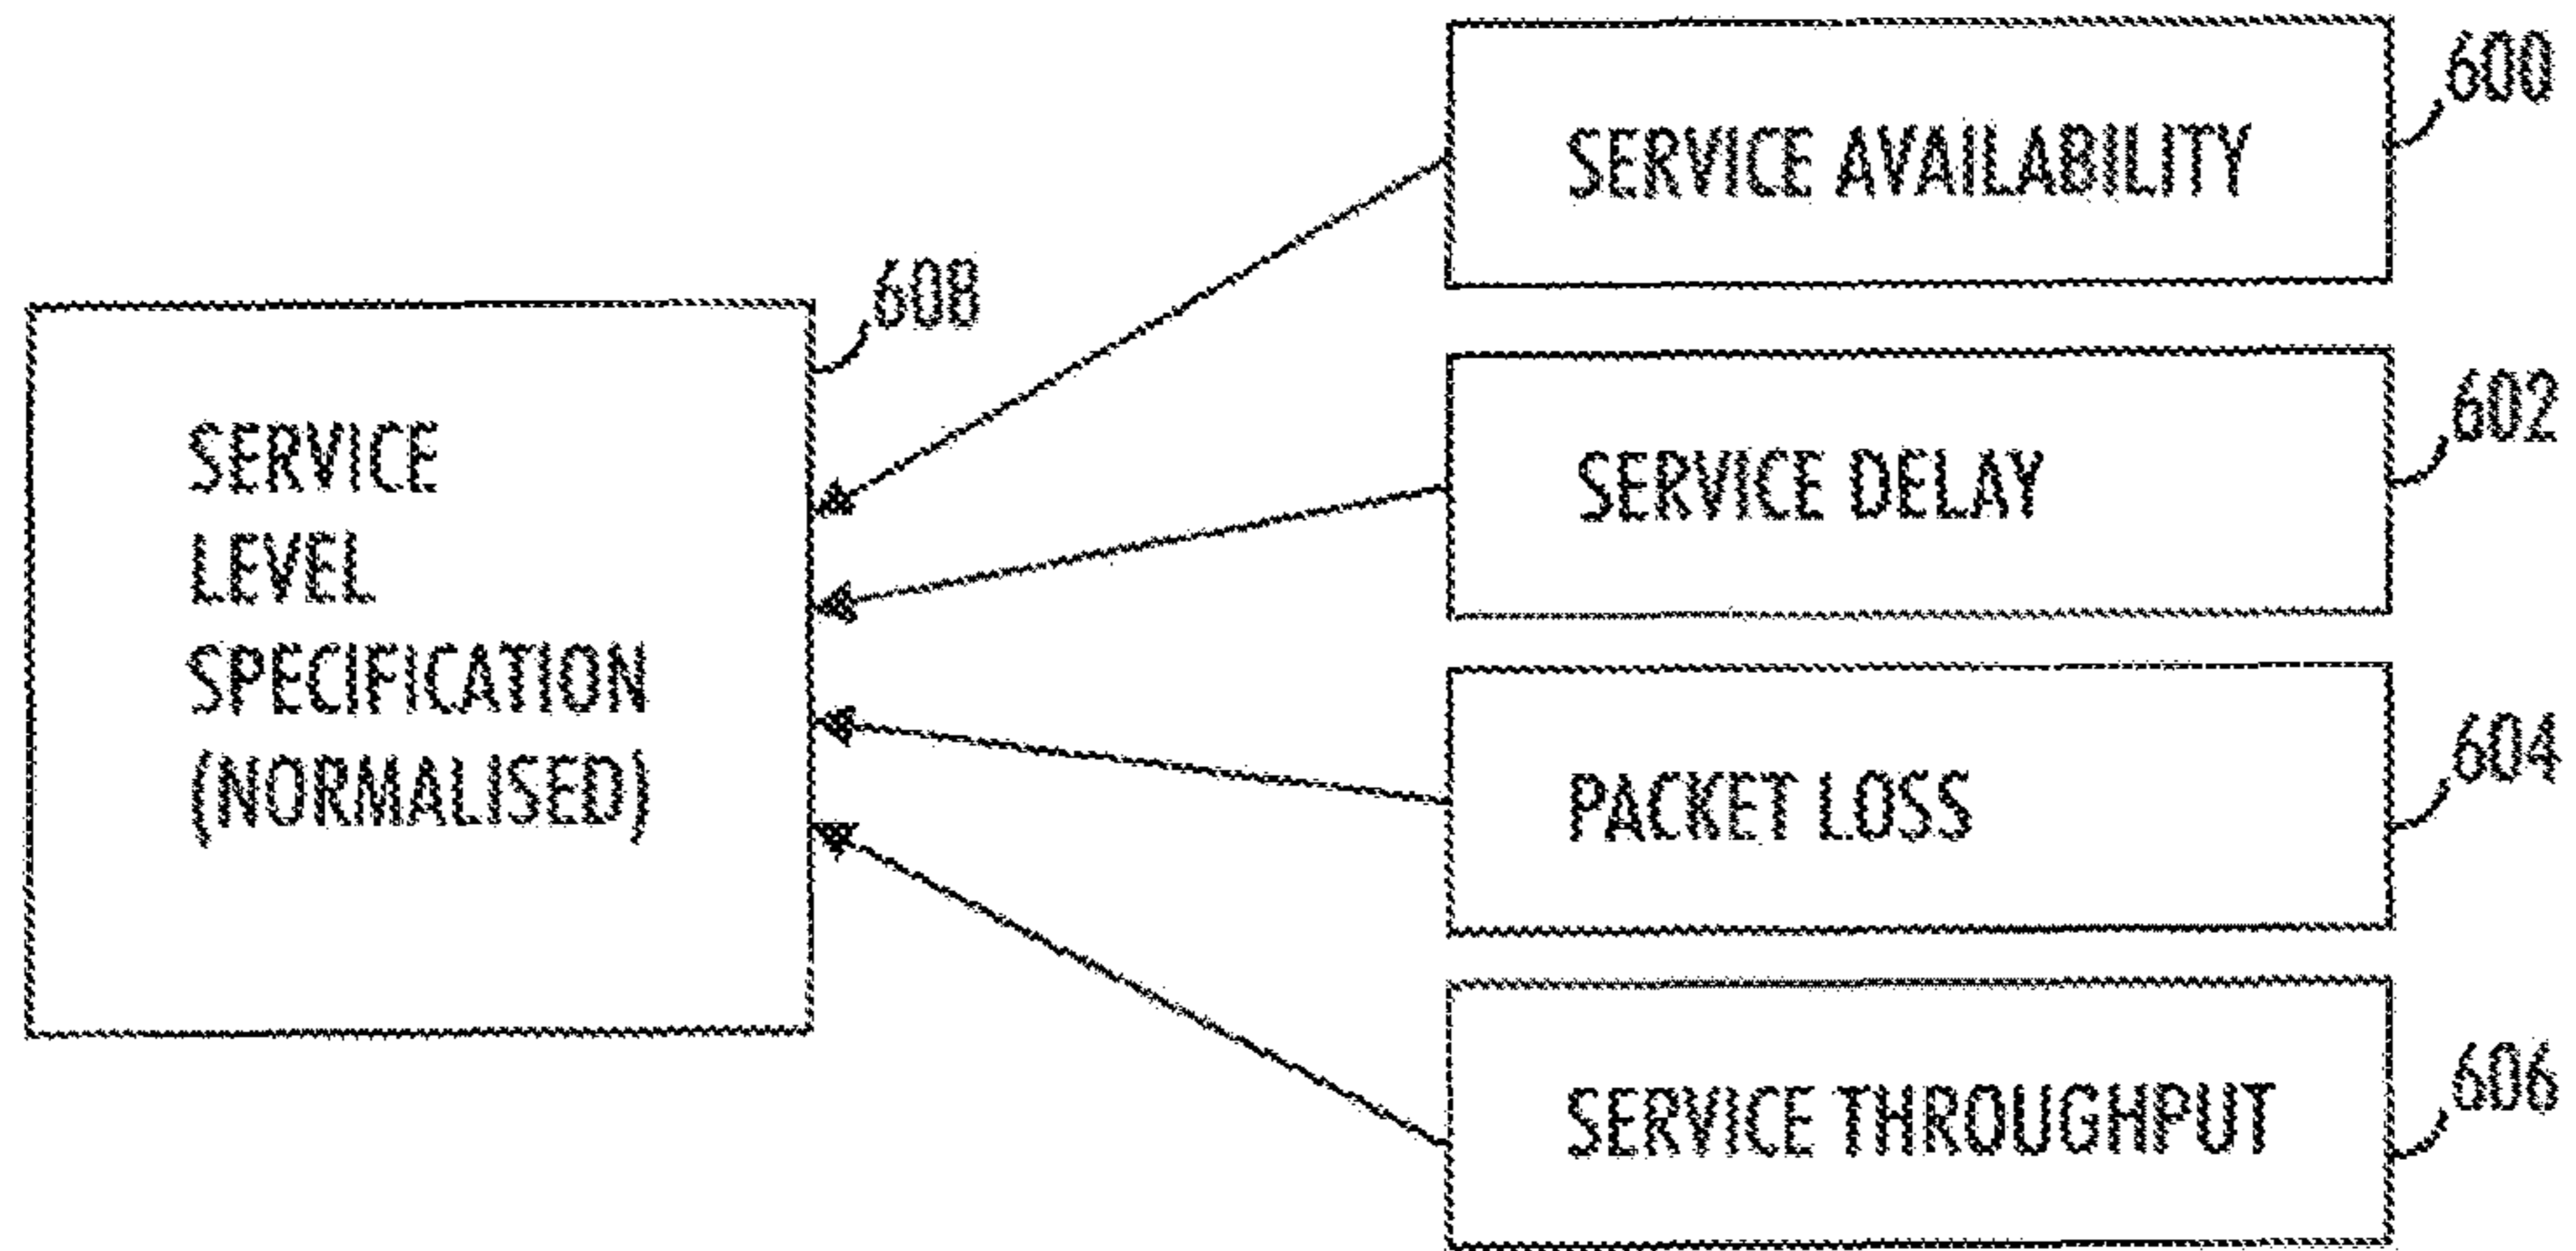 600
SERVICE AVAILABILITY
608
602
SERVICE
LEVEL
SPECIFICATION
(NORMALISED)
SERVICE DELAY
604
PACKET LOSS
606
SERVICE THROUGHPUT